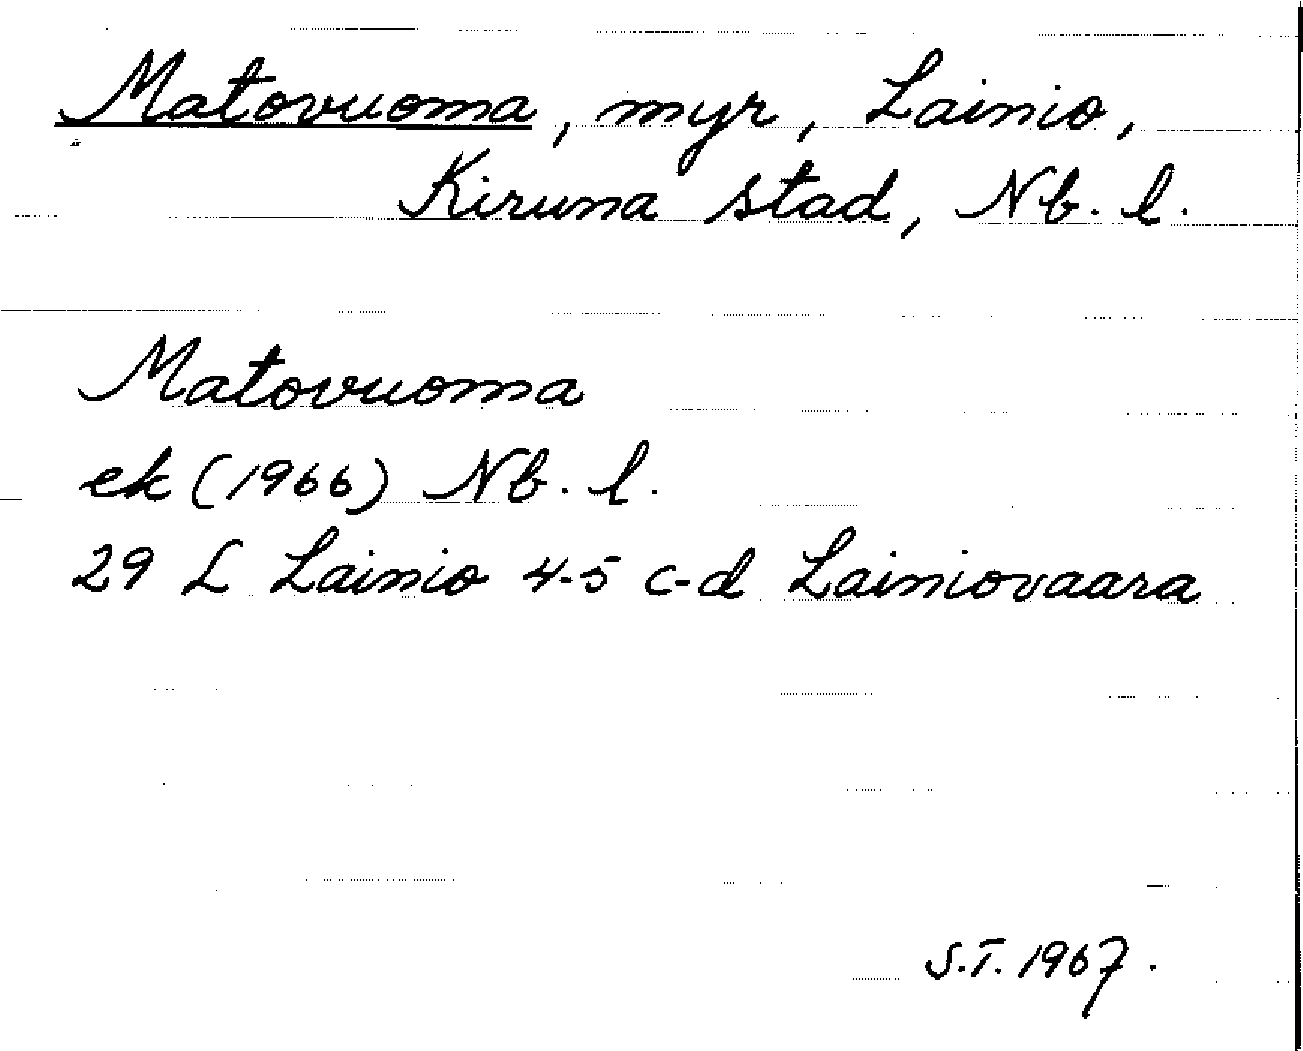 Matovuoma, myr, Lainio,
Kiruna stad, Nb. l.
Matovuoma
ek (1966) Nb. l.
29 L Lainio 4-5 c-d Lainiovaara
S.T. 1967.